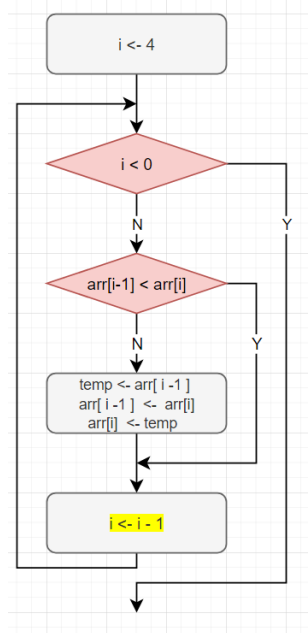 i <- 4
i < 0
N
Y
arr[i-1] < arr[i]
N
Y
temp <- arr[ i -1 ]
arr[ i -1 ] <- arr[i]
arr[i] <- temp
i <- i - 1